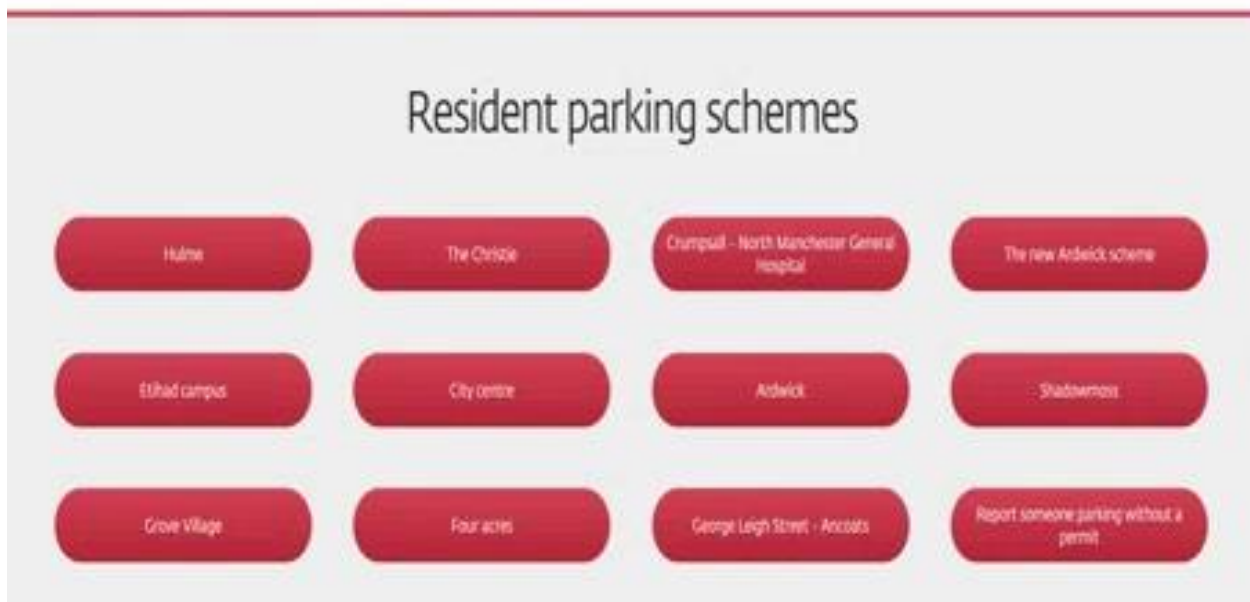 Resident parking schemes
Hulme
The Christie
Crumpsall - North Manchester General
Hospital
The new Ardwick scheme
Etihad campus
City centre
Ardwick
Shadowmoss
Grove Village
Four acres
George Leigh Street - Ancoats
Report someone parking without a
permit